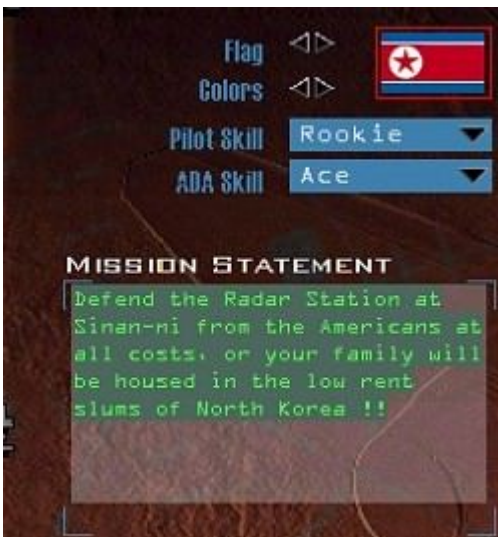 Flag
Colors
Pilot Skill Rookie
ADA Skill Ace
MISSION STATEMENT
Defend the Radar Station at
Sinan-ni from the Americans at
all costs, or your family will
be housed in the low rent
slums of North Korea !!